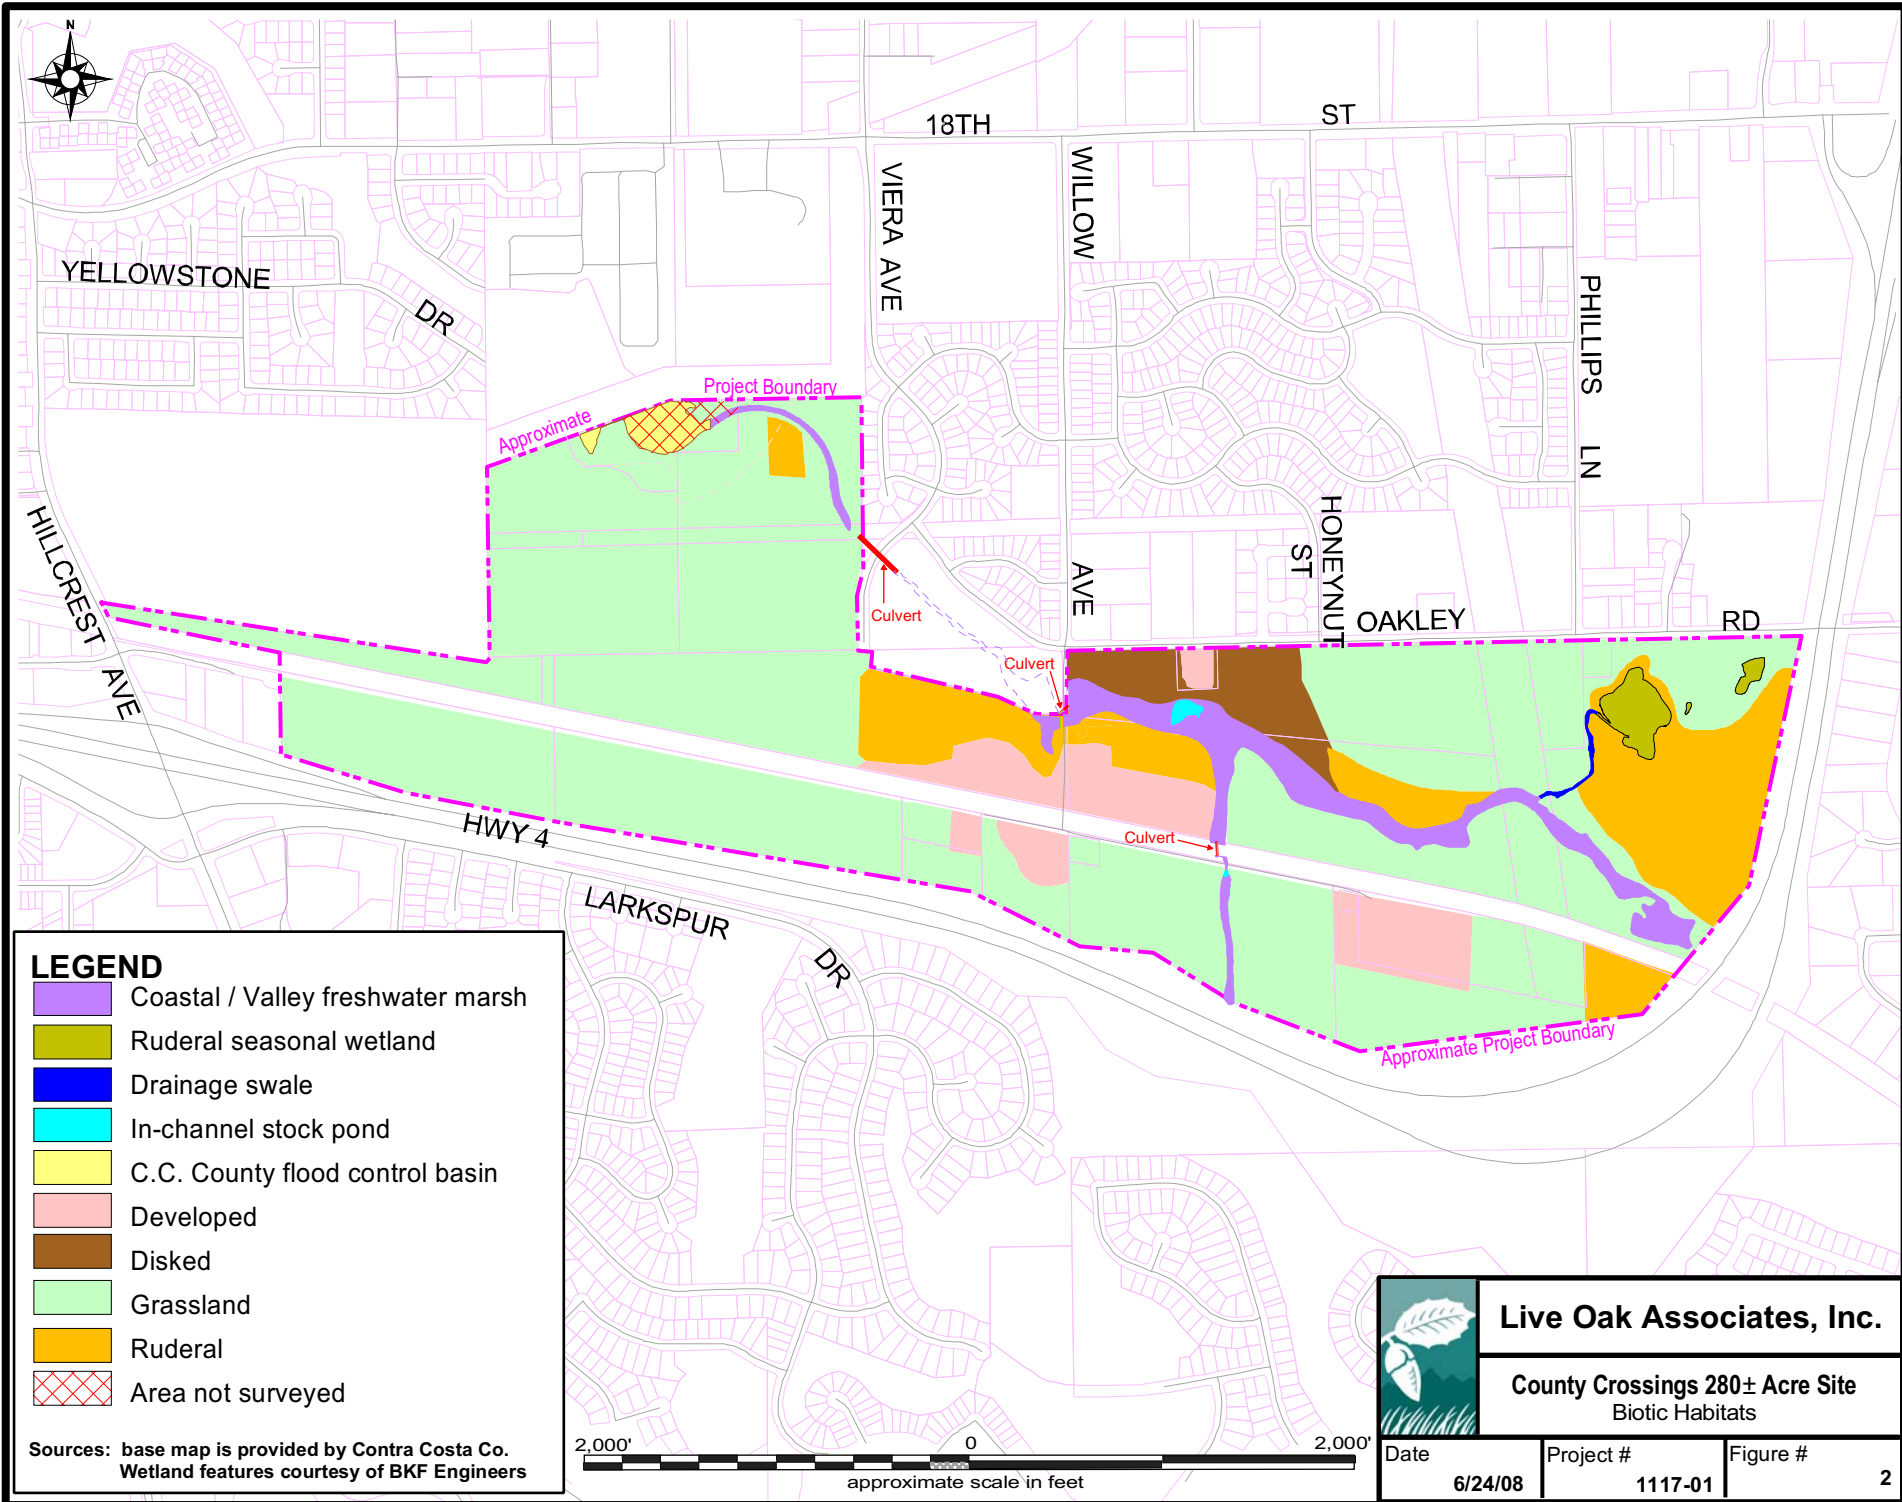 N
18TH
ST
VIERA AVE
WILLOW
AVE
YELLOWSTONE
DR
PHILLIPS
LN
Project Boundary
Approximate
HILLCREST
AVE
HONEYNUT
ST
Culvert
OAKLEY
RD
Culvert
Culvert
HWY 4
LARKSPUR
DR
Approximate Project Boundary
LEGEND
Coastal / Valley freshwater marsh
Ruderal seasonal wetland
Drainage swale
In-channel stock pond
C.C. County flood control basin
Developed
Disked
Grassland
Ruderal
Area not surveyed
Sources: base map is provided by Contra Costa Co.
Wetland features courtesy of BKF Engineers
2,000'
0
2,000'
approximate scale in feet
Live Oak Associates, Inc.
County Crossings 280± Acre Site
Biotic Habitats
Date
6/24/08
Project #
1117-01
Figure #
2